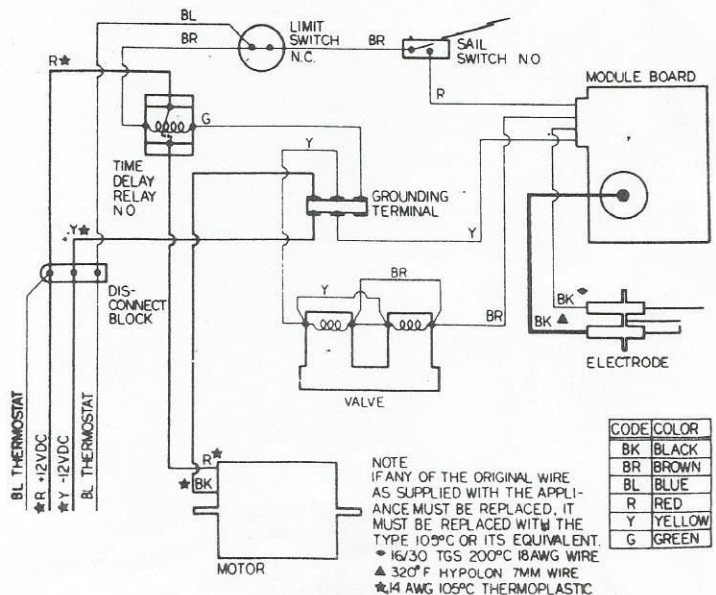 BL
LIMIT
SWITCH
N.C.
BR
BR
SAIL
SWITCH N.O
R★
R
MODULE BOARD
G
Y
TIME
DELAY
RELAY
N O
GROUNDING
TERMINAL
Y★
Y
DIS-
CONNECT
BLOCK
BR
Y
BR
BK ◆
BK ▲
ELECTRODE
VALVE
BL THERMOSTAT
★R +12VDC
★Y -12VDC
BL THERMOSTAT
R★
★BK
MOTOR
NOTE
IF ANY OF THE ORIGINAL WIRE
AS SUPPLIED WITH THE APPLI-
ANCE MUST BE REPLACED, IT
MUST BE REPLACED WITH THE
TYPE 105°C OR ITS EQUIVALENT.
◆ 16/30 TGS 200°C 18AWG WIRE
▲ 320°F HYPOLON 7MM WIRE
★14 AWG 105°C THERMOPLASTIC
CODE COLOR
BK BLACK
BR BROWN
BL BLUE
R RED
Y YELLOW
G GREEN